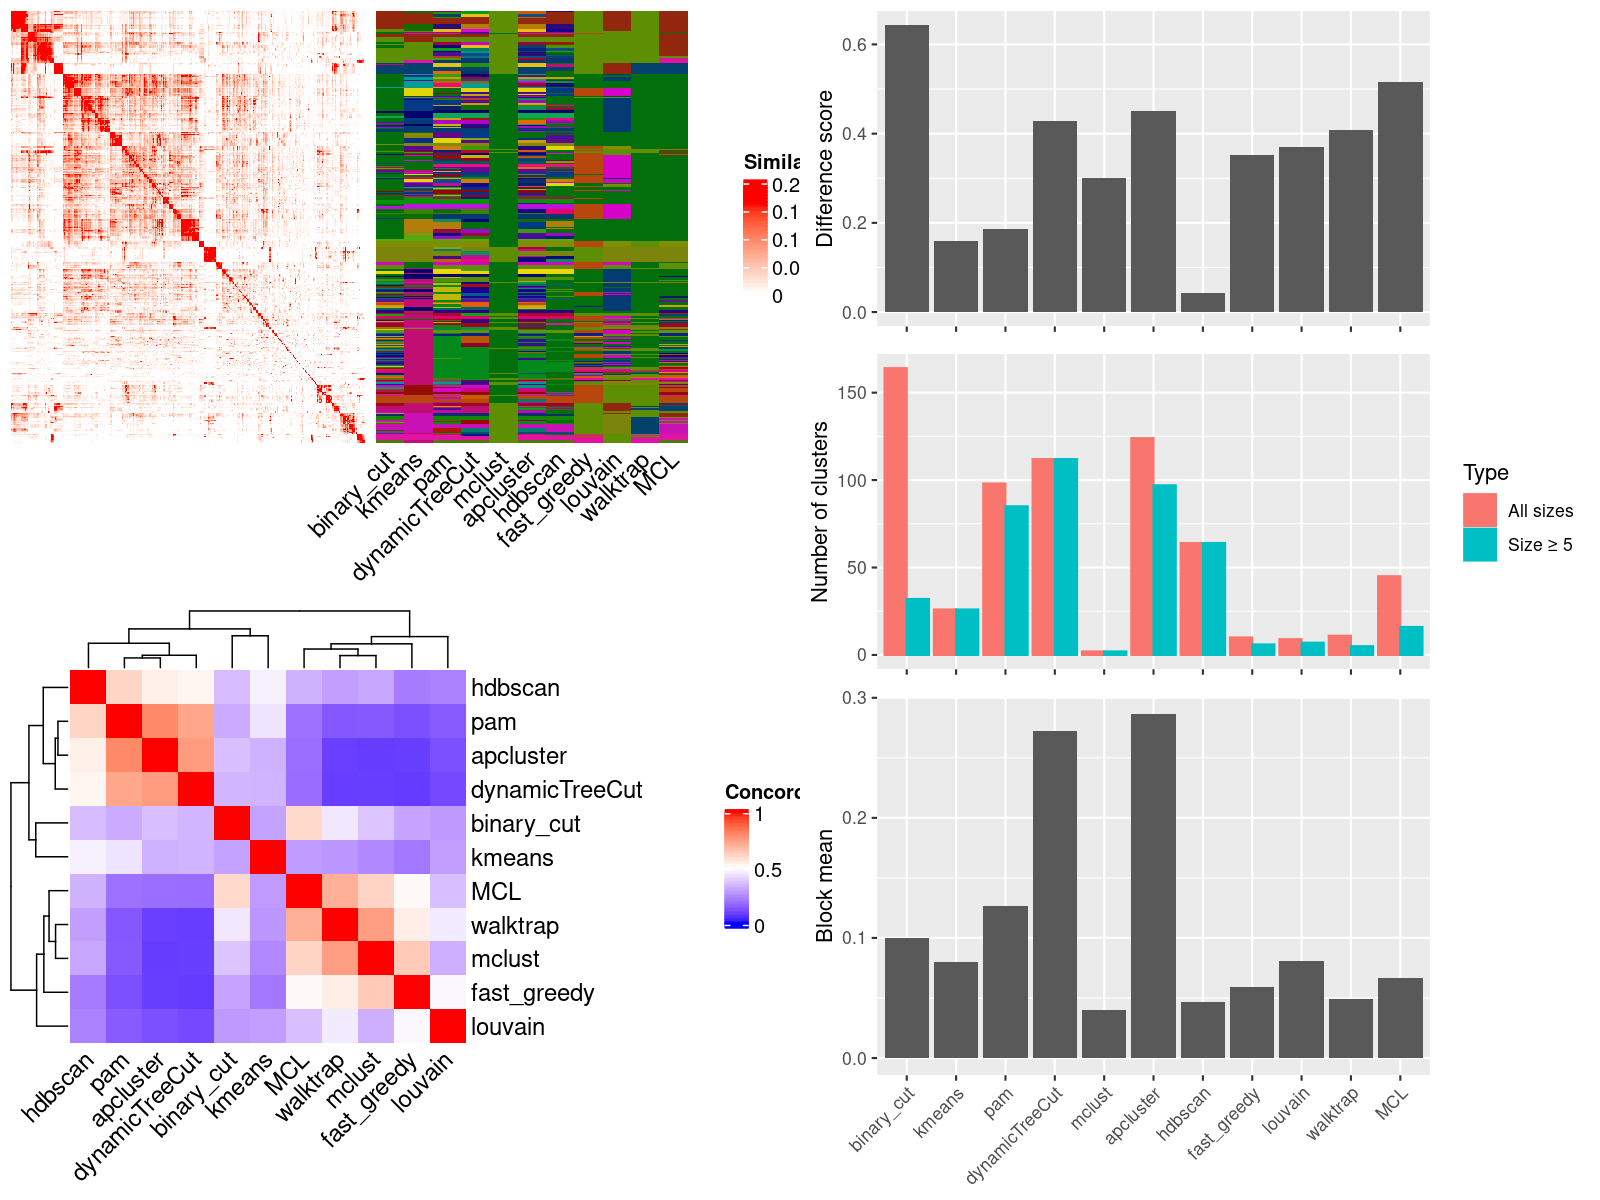 Simila
0.2
0.1
0.1
0.0
0
binary_cut
kmeans
pam
dynamicTreeCut
mclust
apcluster
hdbscan
fast_greedy
louvain
walktrap
MCL
hdbscan
pam
apcluster
dynamicTreeCut
binary_cut
kmeans
MCL
walktrap
mclust
fast_greedy
louvain
hdbscan
pam
apcluster
dynamicTreeCut
binary_cut
kmeans
MCL
walktrap
mclust
fast_greedy
louvain
Concord
1
0.5
0
Difference score
0.6
0.4
0.2
0.0
Number of clusters
150
100
50
0
Type
All sizes
Size ≥ 5
Block mean
0.3
0.2
0.1
0.0
binary_cut
kmeans
pam
dynamicTreeCut
mclust
apcluster
hdbscan
fast_greedy
louvain
walktrap
MCL